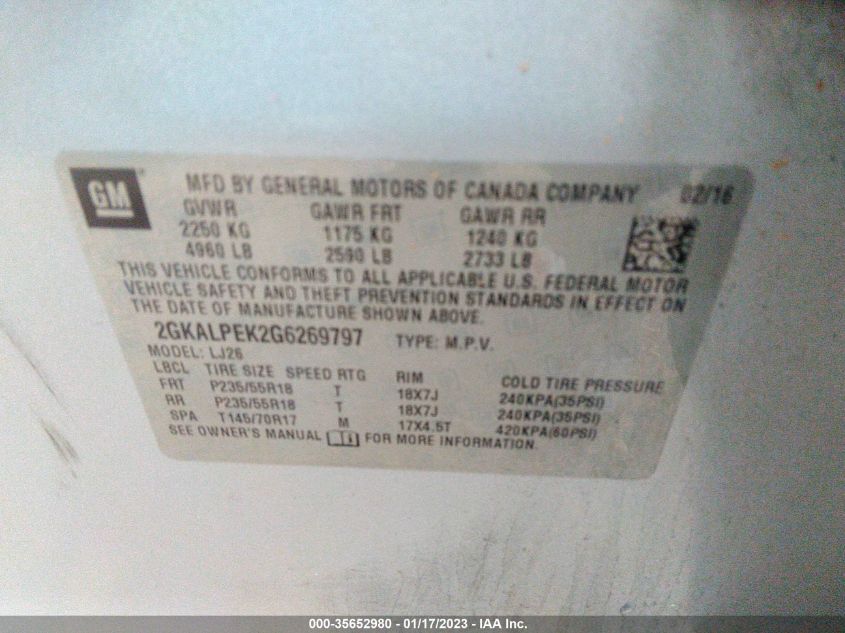 GM
MFD BY GENERAL MOTORS OF CANADA COMPANY 02/16
GVWR GAWR FRT GAWR RR
2250 KG 1175 KG 1240 KG
4960 LB 2590 LB 2733 LB
THIS VEHICLE CONFORMS TO ALL APPLICABLE U.S. FEDERAL MOTOR
VEHICLE SAFETY AND THEFT PREVENTION STANDARDS IN EFFECT ON
THE DATE OF MANUFACTURE SHOWN ABOVE.
2GKALPEK2G6269797 TYPE: M.P.V.
MODEL: LJ26
LBCL TIRE SIZE SPEED RTG RIM COLD TIRE PRESSURE
FRT P235/55R18 T 18X7J 240KPA(35PSI)
RR P235/55R18 T 18X7J 240KPA(35PSI)
SPA T145/70R17 M 17X4.5T 420KPA(60PSI)
SEE OWNER'S MANUAL FOR MORE INFORMATION.
000-35652980 - 01/17/2023 - IAA Inc.